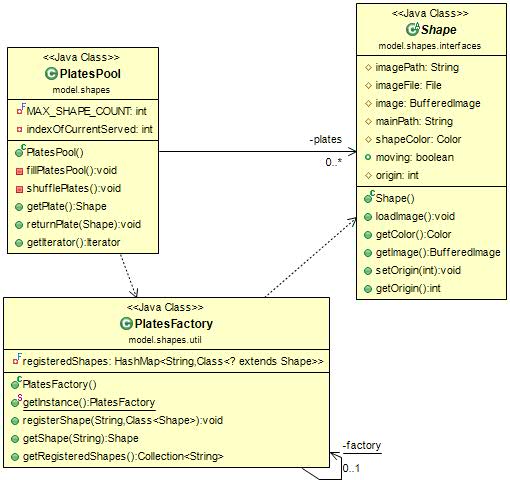 <<Java Class>>
PlatesPool
model.shapes
MAX_SHAPE_COUNT: int
indexOfCurrentServed: int
PlatesPool()
fillPlatesPool():void
shufflePlates():void
getPlate():Shape
returnPlate(Shape):void
getIterator():Iterator
-plates
0..*
<<Java Class>>
Shape
model.shapes.interfaces
imagePath: String
imageFile: File
image: BufferedImage
mainPath: String
shapeColor: Color
moving: boolean
origin: int
Shape()
loadImage():void
getColor():Color
getImage():BufferedImage
setOrigin(int):void
getOrigin():int
<<Java Class>>
PlatesFactory
model.shapes.util
registeredShapes: HashMap<String,Class<? extends Shape>>
PlatesFactory()
getInstance():PlatesFactory
registerShape(String,Class<Shape>):void
getShape(String):Shape
getRegisteredShapes():Collection<String>
-factory
0..1